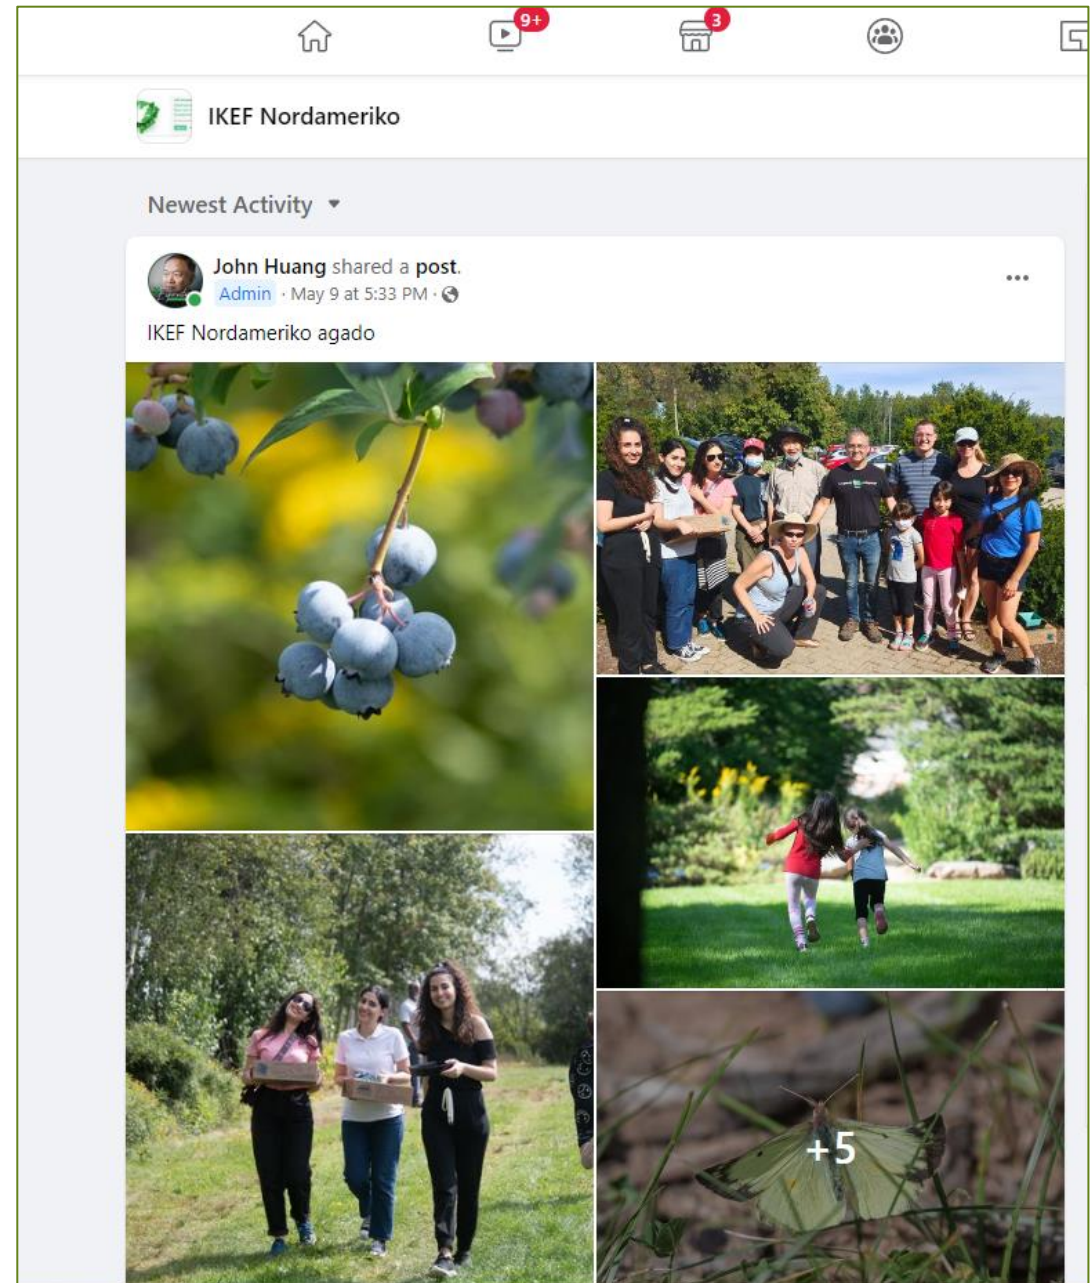 9+
3
IKEF Nordameriko
Newest Activity
John Huang shared a post.
Admin · May 9 at 5:33 PM ·
IKEF Nordameriko agado
+5